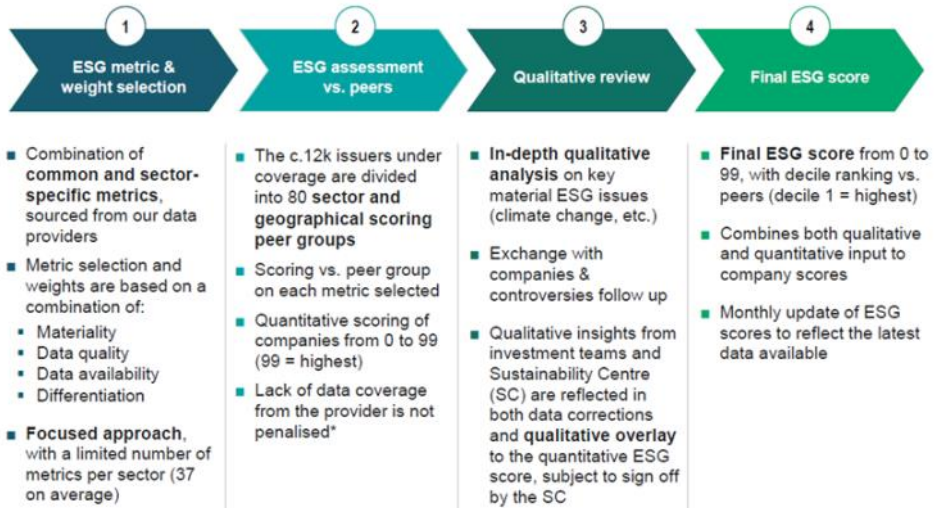 1
ESG metric &
weight selection
2
ESG assessment
vs. peers
3
Qualitative review
4
Final ESG score
■ Combination of
common and sector-
specific metrics,
sourced from our data
providers
■ Metric selection and
weights are based on a
combination of:
▪ Materiality
▪ Data quality
▪ Data availability
▪ Differentiation
■ Focused approach,
with a limited number of
metrics per sector (37
on average)
■ The c.12k issuers under
coverage are divided
into 80 sector and
geographical scoring
peer groups
■ Scoring vs. peer group
on each metric selected
■ Quantitative scoring of
companies from 0 to 99
(99 = highest)
■ Lack of data coverage
from the provider is not
penalised*
■ In-depth qualitative
analysis on key
material ESG issues
(climate change, etc.)
■ Exchange with
companies &
controversies follow up
■ Qualitative insights from
investment teams and
Sustainability Centre
(SC) are reflected in
both data corrections
and qualitative overlay
to the quantitative ESG
score, subject to sign off
by the SC
■ Final ESG score from 0 to
99, with decile ranking vs.
peers (decile 1 = highest)
■ Combines both qualitative
and quantitative input to
company scores
■ Monthly update of ESG
scores to reflect the latest
data available